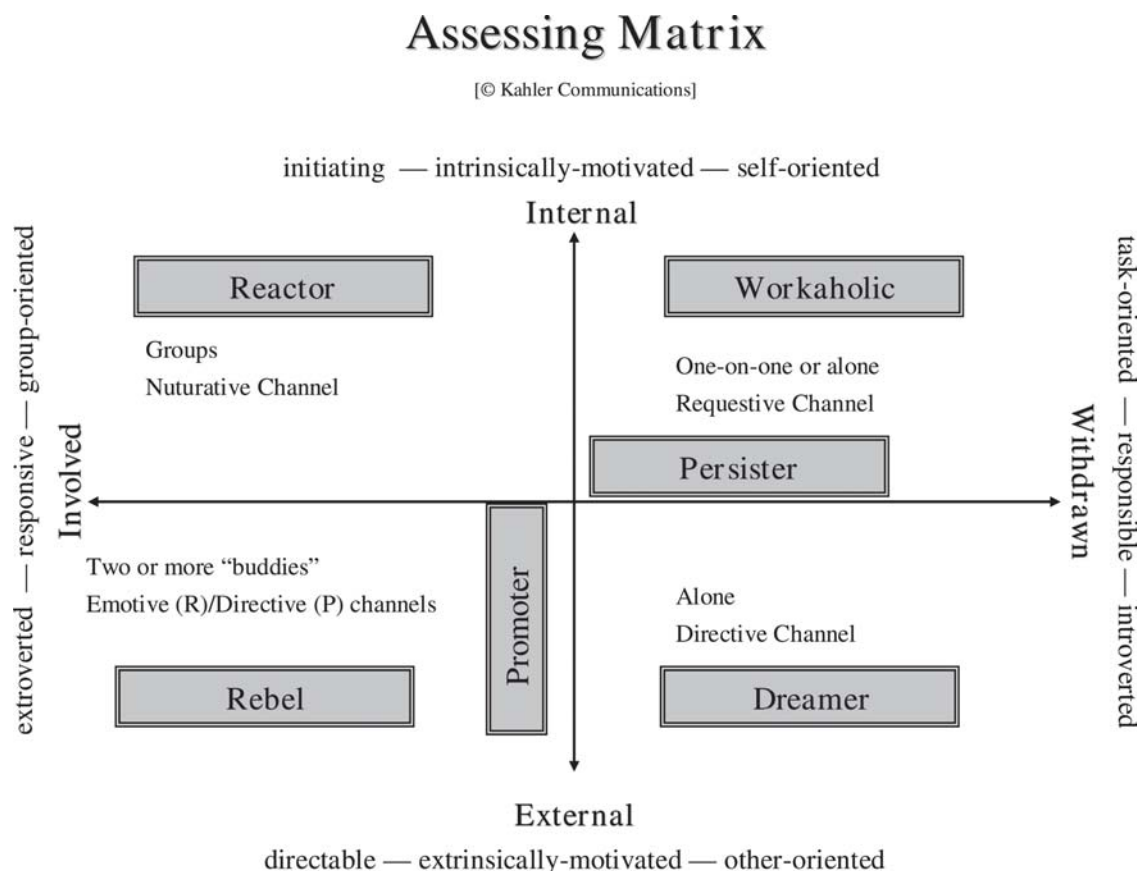 Assessing Matrix
[© Kahler Communications]
initiating — intrinsically-motivated — self-oriented
Internal
Reactor
Groups
Nuturative Channel
Workaholic
One-on-one or alone
Requestive Channel
Persister
extroverted — responsive — group-oriented
Involved
Withdrawn
task-oriented — responsible — introverted
Two or more “buddies”
Emotive (R)/Directive (P) channels
Rebel
Promoter
Alone
Directive Channel
Dreamer
External
directable — extrinsically-motivated — other-oriented